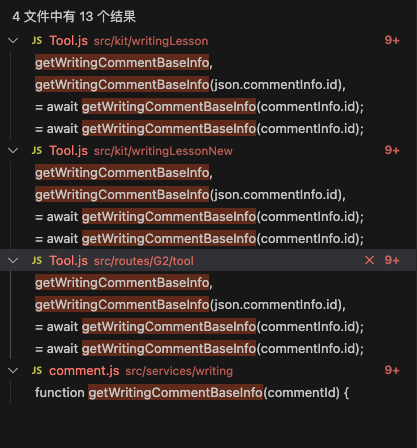 4 文件中有 13 个结果
JS Tool.js src/kit/writingLesson 9+
getWritingCommentBaseInfo,
getWritingCommentBaseInfo(json.commentInfo.id),
= await getWritingCommentBaseInfo(commentInfo.id);
= await getWritingCommentBaseInfo(commentInfo.id);
JS Tool.js src/kit/writingLessonNew 9+
getWritingCommentBaseInfo,
getWritingCommentBaseInfo(json.commentInfo.id),
= await getWritingCommentBaseInfo(commentInfo.id);
= await getWritingCommentBaseInfo(commentInfo.id);
JS Tool.js src/routes/G2/tool 9+
getWritingCommentBaseInfo,
getWritingCommentBaseInfo(json.commentInfo.id),
= await getWritingCommentBaseInfo(commentInfo.id);
= await getWritingCommentBaseInfo(commentInfo.id);
JS comment.js src/services/writing 9+
function getWritingCommentBaseInfo(commentId) {